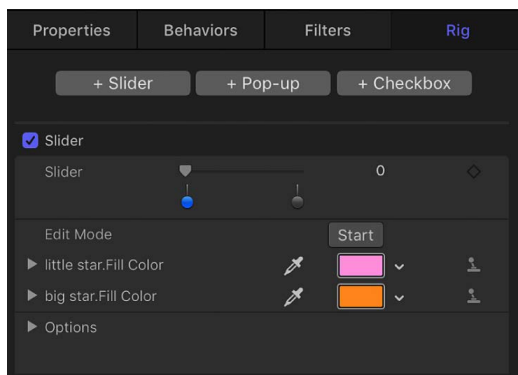 Properties Behaviors Filters Rig
+ Slider + Pop-up + Checkbox
Slider
Slider 0
Edit Mode Start
little star.Fill Color
big star.Fill Color
Options